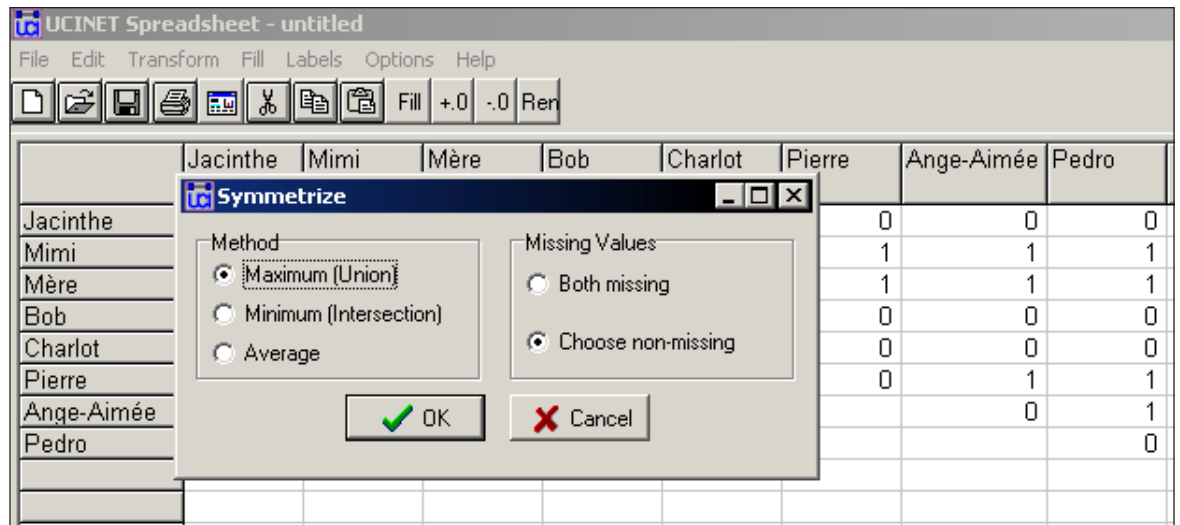 UCINET Spreadsheet - untitled
File Edit Transform Fill Labels Options Help
Fill +.0 -.0 Ren
Jacinthe Mimi Mère Bob Charlot Pierre Ange-Aimée Pedro
Symmetrize
Method
Maximum (Union)
Minimum (Intersection)
Average
Missing Values
Both missing
Choose non-missing
OK Cancel
Jacinthe 0 0 0
Mimi 1 1 1
Mère 1 1 1
Bob 0 0 0
Charlot 0 0 0
Pierre 0 1 1
Ange-Aimée 0 1
Pedro 0